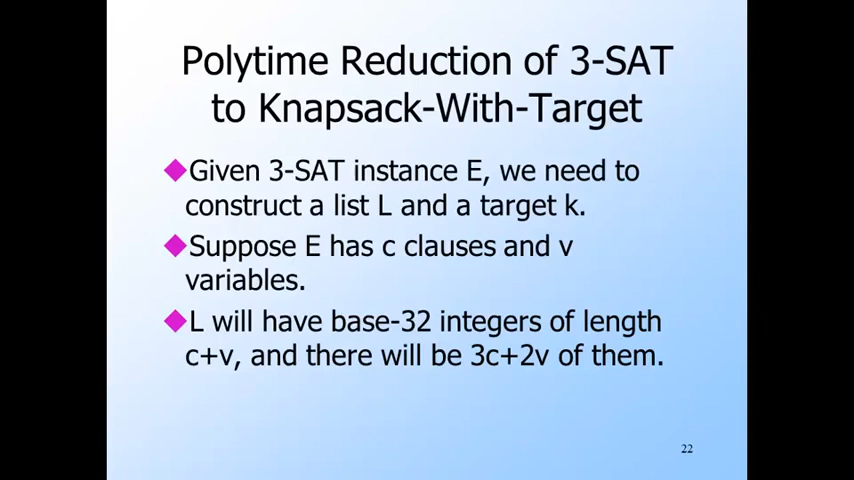 Polytime Reduction of 3-SAT
to Knapsack-With-Target
Given 3-SAT instance E, we need to
construct a list L and a target k.
Suppose E has c clauses and v
variables.
L will have base-32 integers of length
c+v, and there will be 3c+2v of them.
22